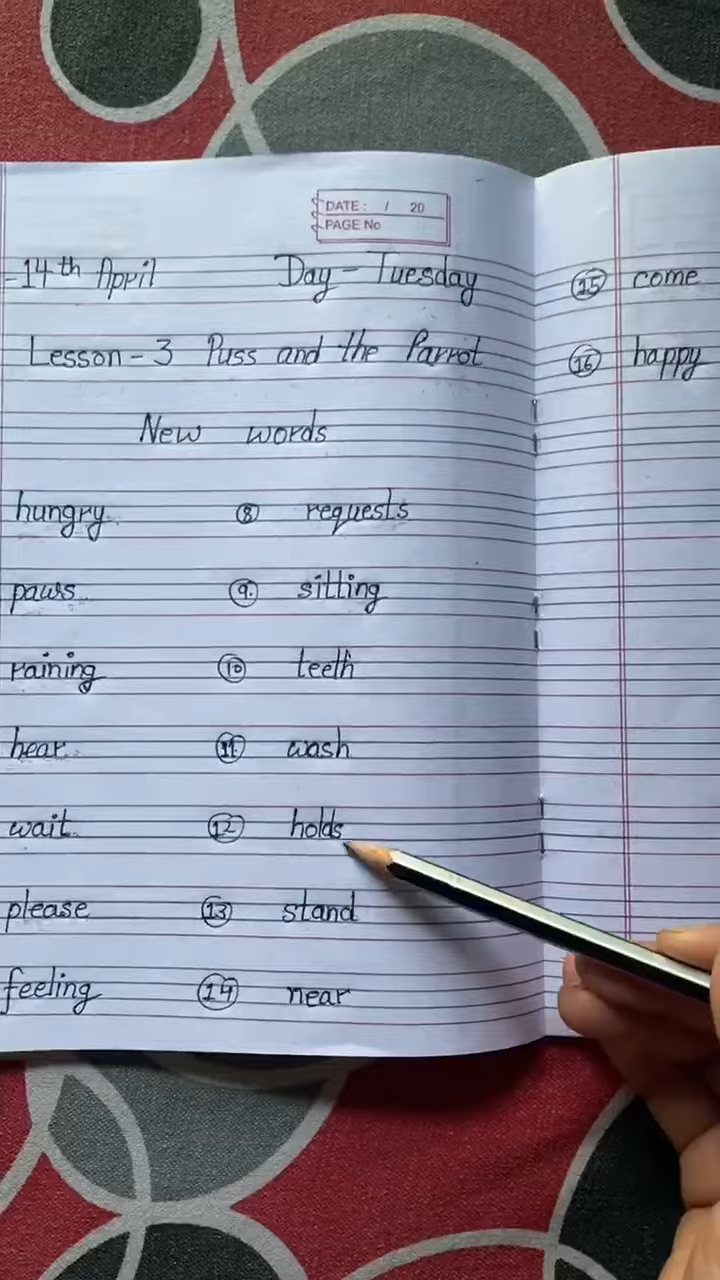 DATE: / 20
PAGE No
-14th April Day-Tuesday
Lesson-3 Puss and the Parrot
New words
hungry
paws
raining
hear
wait
please
feeling
8 requests
9. sitting
10 teeth
11 wash
12 holds
13 stand
14 near
15 come
16 happy